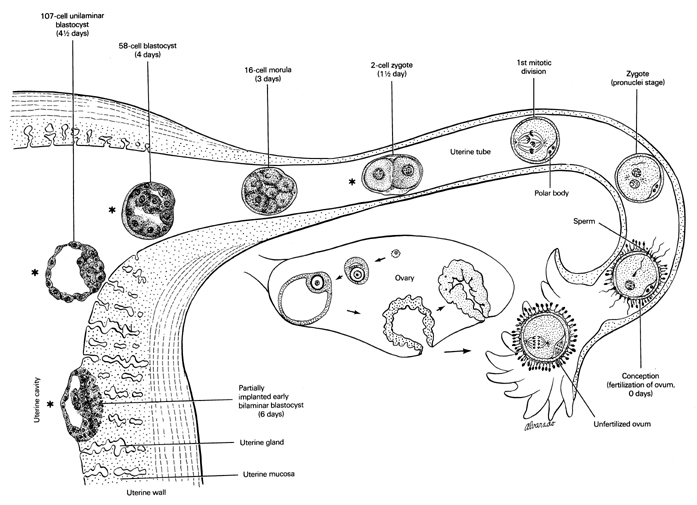 107-cell unilaminar
blastocyst
(4½ days)
58-cell blastocyst
(4 days)
16-cell morula
(3 days)
2-cell zygote
(1½ day)
1st mitotic
division
Zygote
(pronuclei stage)
Uterine tube
Polar body
Sperm
*
*
*
Ovary
*
Uterine cavity
Partially
implanted early
bilaminar blastocyst
(6 days)
Uterine gland
Uterine mucosa
Uterine wall
Conception
(fertilization of ovum,
0 days)
Unfertilized ovum
alvarado